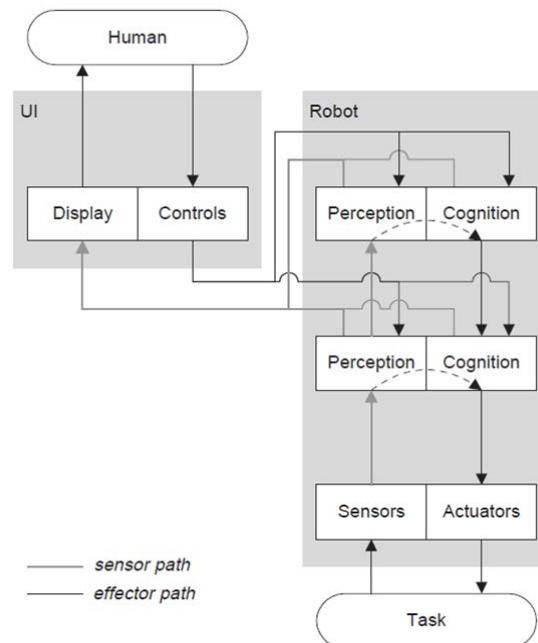 Human
UI
Robot
Display
Controls
Perception
Cognition
Perception
Cognition
Sensors
Actuators
sensor path
effector path
Task